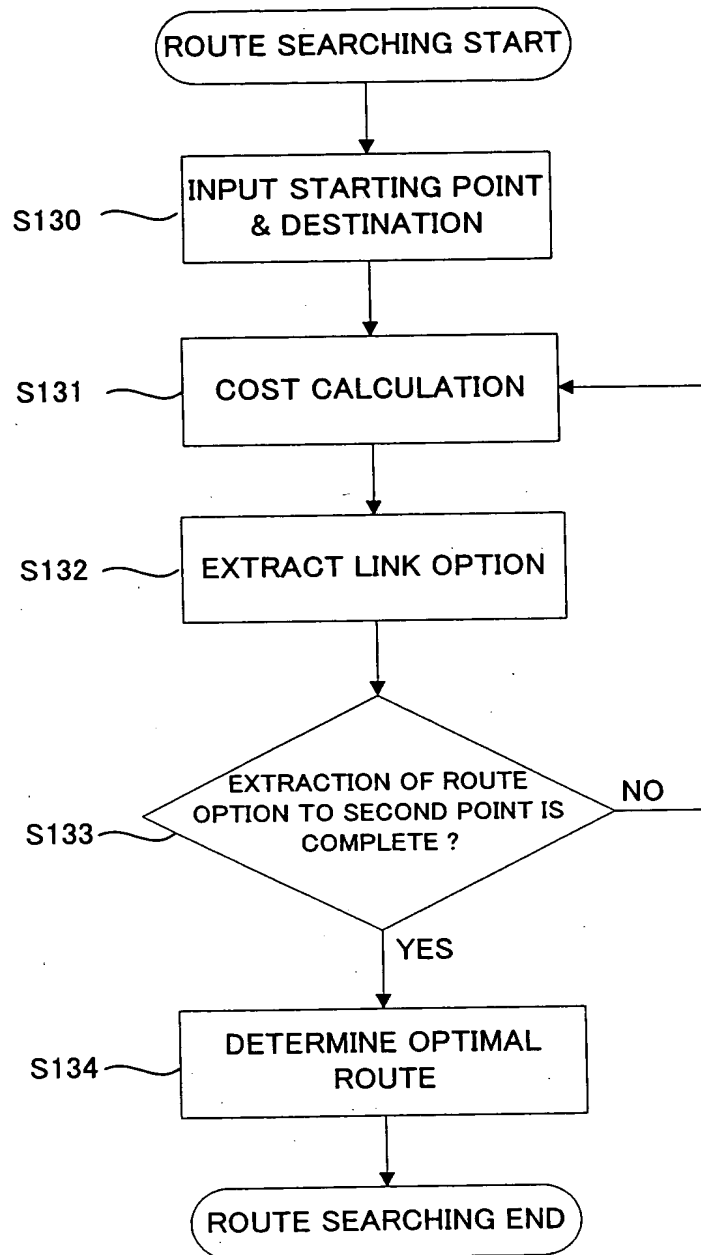 ROUTE SEARCHING START
INPUT STARTING POINT
& DESTINATION
S130
COST CALCULATION
S131
EXTRACT LINK OPTION
S132
EXTRACTION OF ROUTE
OPTION TO SECOND POINT IS
COMPLETE ?
S133
NO
YES
DETERMINE OPTIMAL
ROUTE
S134
ROUTE SEARCHING END